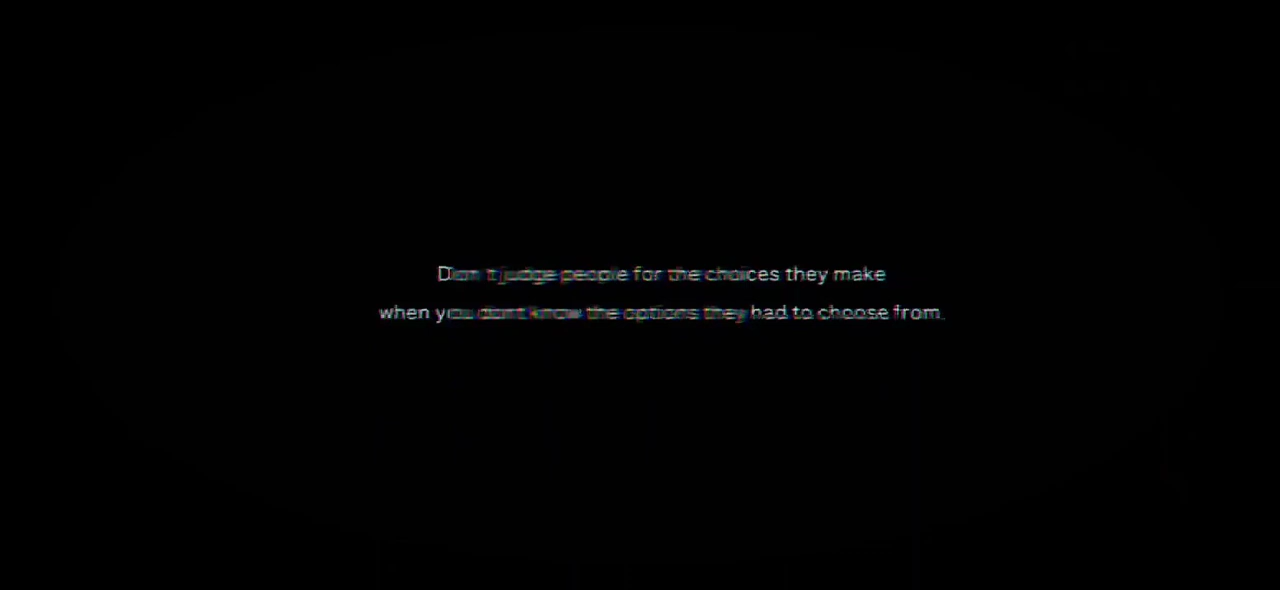 Don't judge people for the choices they make
when you don't know the options they had to choose from.